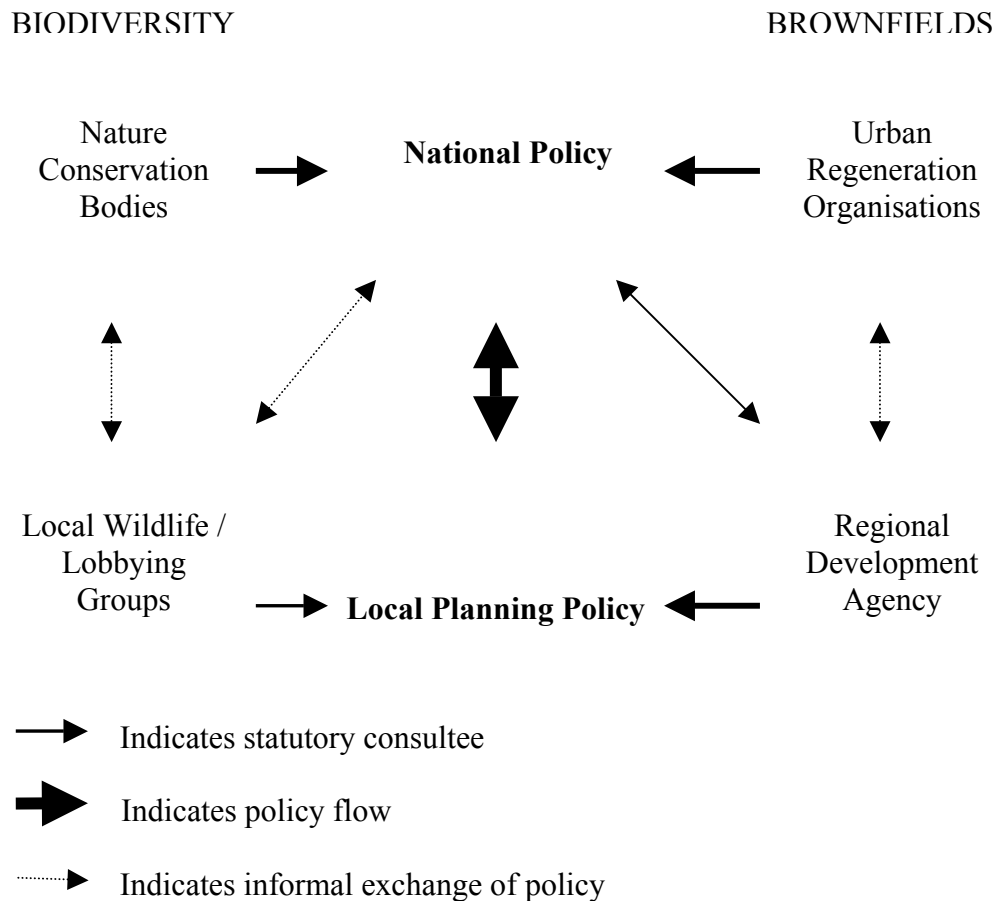 BIODIVERSITY
BROWNFIELDS
Nature
Conservation
Bodies
National Policy
Urban
Regeneration
Organisations
Local Wildlife /
Lobbying
Groups
Local Planning Policy
Regional
Development
Agency
Indicates statutory consultee
Indicates policy flow
Indicates informal exchange of policy